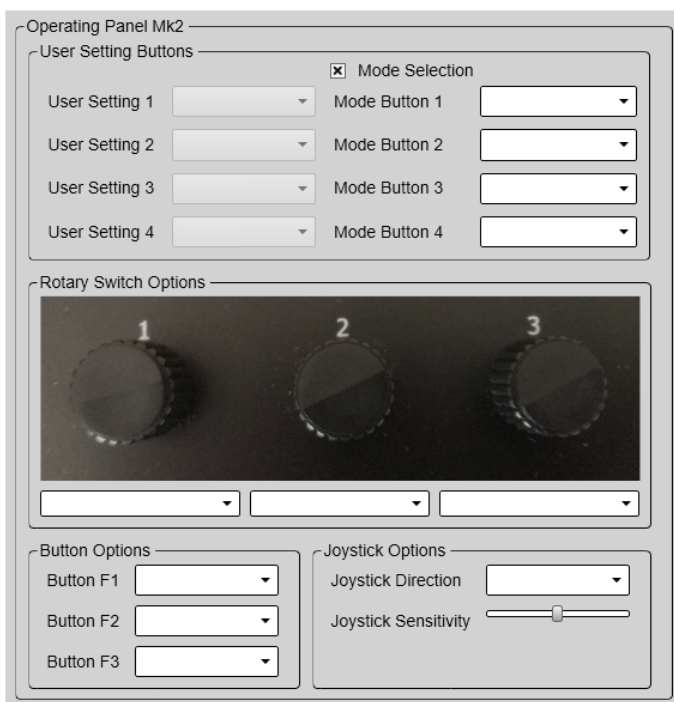 Operating Panel Mk2
User Setting Buttons
Mode Selection
User Setting 1 Mode Button 1
User Setting 2 Mode Button 2
User Setting 3 Mode Button 3
User Setting 4 Mode Button 4
Rotary Switch Options
1 2 3
Button Options Joystick Options
Button F1 Joystick Direction
Button F2 Joystick Sensitivity
Button F3